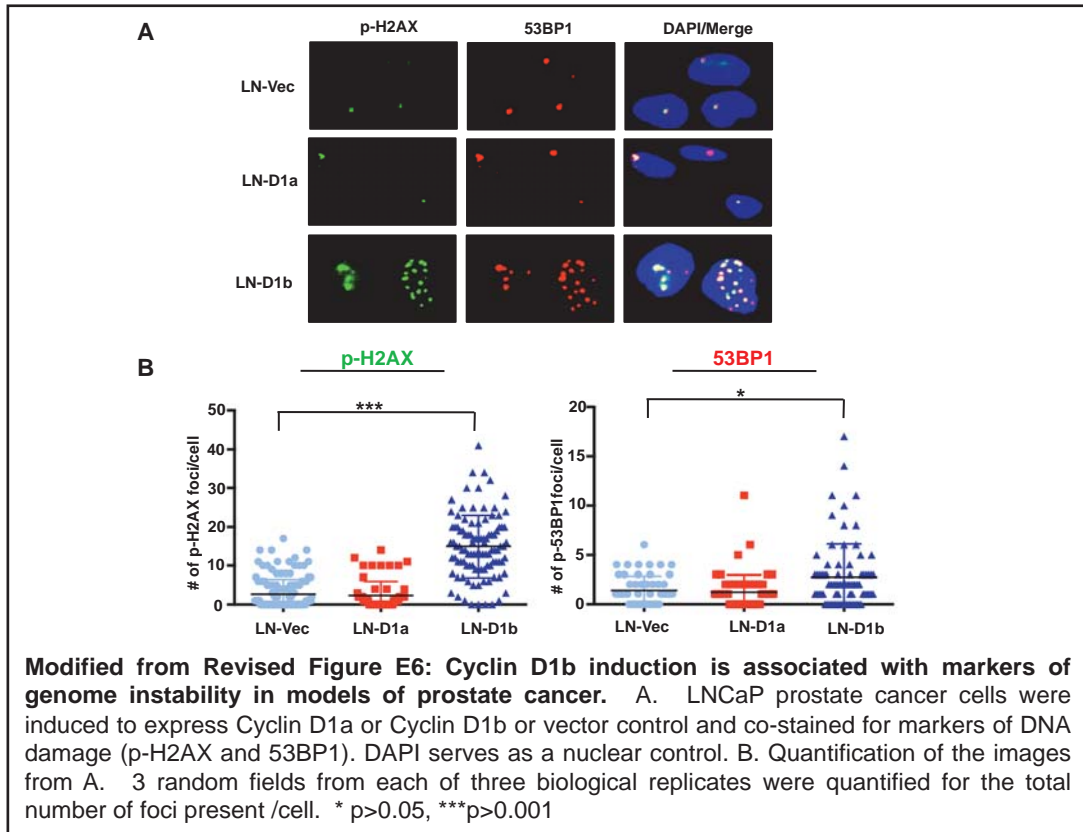 A
p-H2AX 53BP1 DAPI/Merge
LN-Vec
LN-D1a
LN-D1b
B
p-H2AX
***
# of p-H2AX foci/cell
50
40
30
20
10
0
LN-Vec LN-D1a LN-D1b
53BP1
*
# of p-53BP1foci/cell
20
15
10
5
0
LN-Vec LN-D1a LN-D1b
Modified from Revised Figure E6: Cyclin D1b induction is associated with markers of
genome instability in models of prostate cancer. A. LNCaP prostate cancer cells were
induced to express Cyclin D1a or Cyclin D1b or vector control and co-stained for markers of DNA
damage (p-H2AX and 53BP1). DAPI serves as a nuclear control. B. Quantification of the images
from A. 3 random fields from each of three biological replicates were quantified for the total
number of foci present /cell. * p>0.05, ***p>0.001